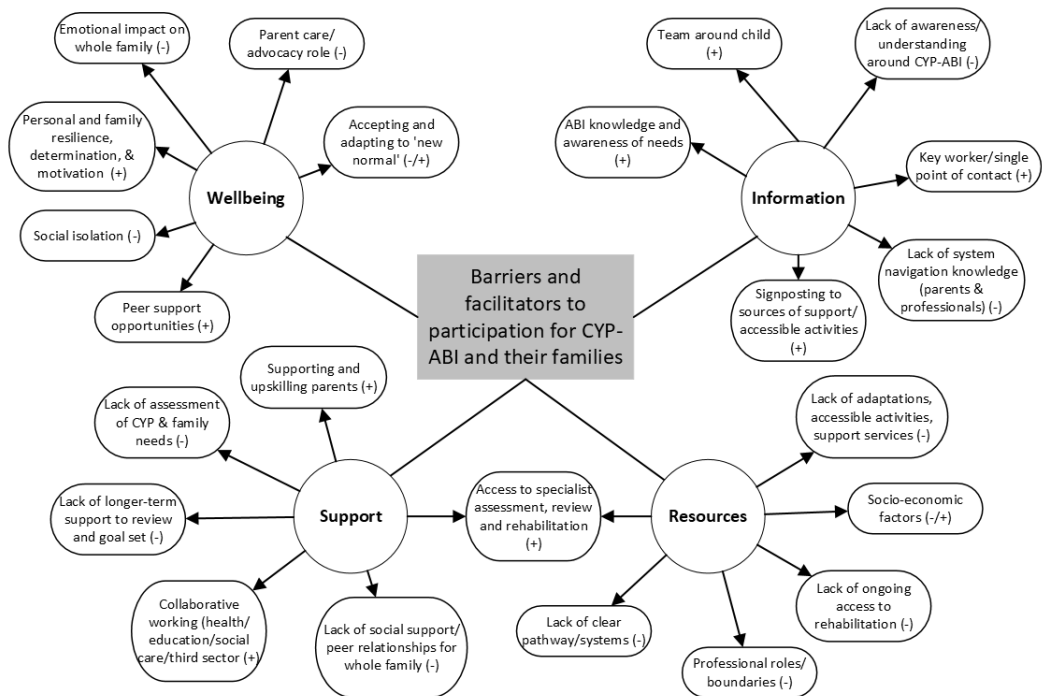 Emotional impact on
whole family (-)
Parent care/
advocacy role (-)
Personal and family
resilience,
determination, &
motivation (+)
Accepting and
adapting to 'new
normal' (-/+)
Wellbeing
Social isolation (-)
Peer support
opportunities (+)
Team around child
(+)
Lack of awareness/
understanding
around CYP-ABI (-)
ABI knowledge and
awareness of needs
(+)
Key worker/single
point of contact (+)
Information
Lack of system
navigation knowledge
(parents &
professionals) (-)
Signposting to
sources of support/
accessible activities
(+)
Barriers and
facilitators to
participation for CYP-
ABI and their families
Supporting and
upskilling parents (+)
Lack of assessment
of CYP & family
needs (-)
Lack of longer-term
support to review
and goal set (-)
Support
Access to specialist
assessment, review
and rehabilitation
(+)
Collaborative
working (health/
education/social
care/third sector (+)
Lack of social support/
peer relationships for
whole family
(-)
Resources
Lack of adaptations,
accessible activities,
support services (-)
Socio-economic
factors (-/+)
Lack of ongoing
access to
rehabilitation (-)
Lack of clear
pathway/systems (-)
Professional roles/
boundaries (-)